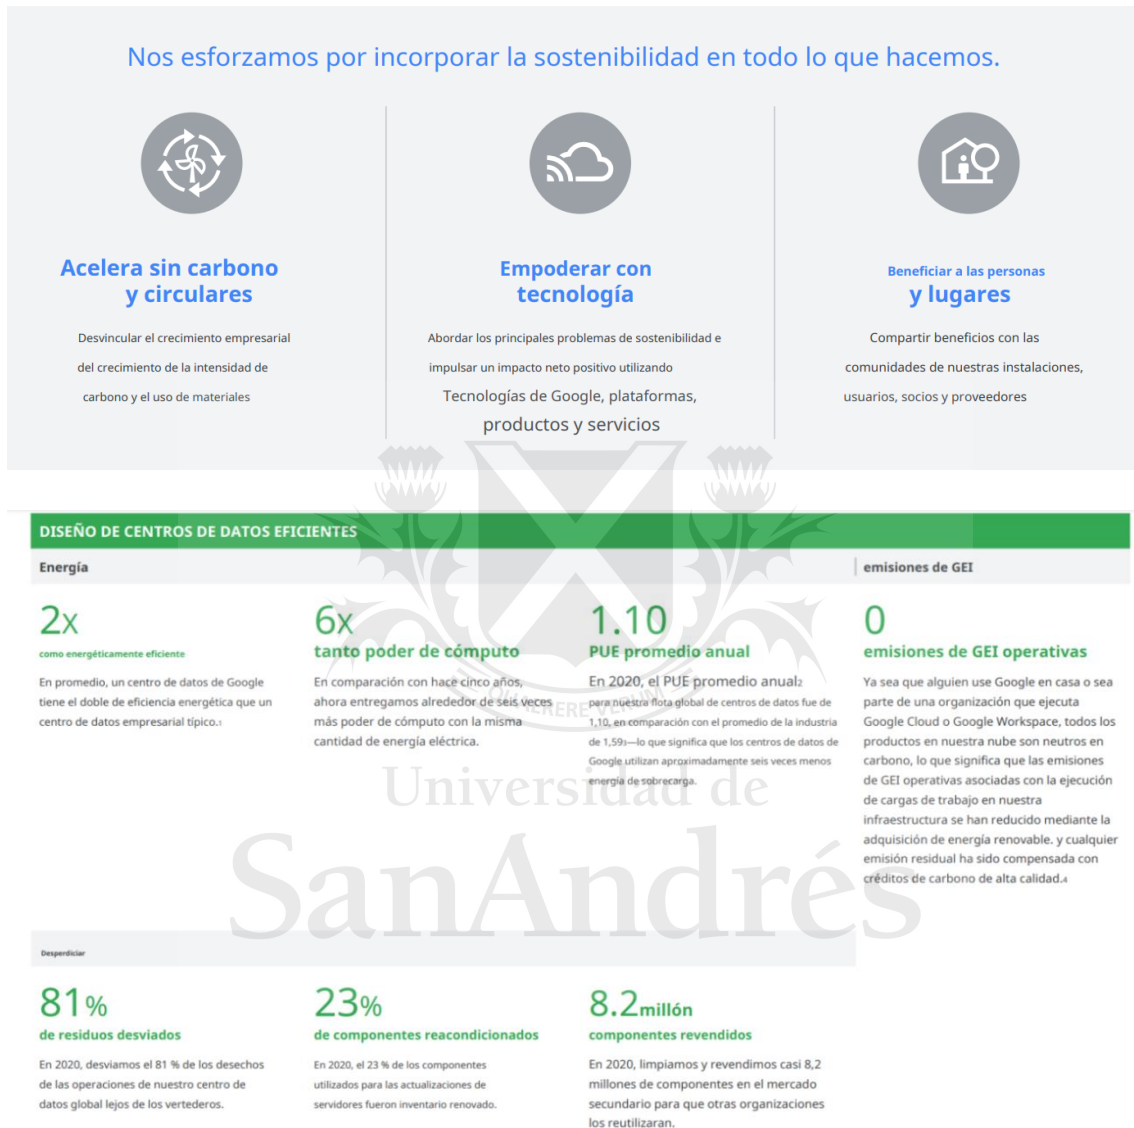 Nos esforzamos por incorporar la sostenibilidad en todo lo que hacemos.
Acelera sin carbono
y circulares
Desvincular el crecimiento empresarial
del crecimiento de la intensidad de
carbono y el uso de materiales
Empoderar con
tecnología
Abordar los principales problemas de sostenibilidad e
impulsar un impacto neto positivo utilizando
Tecnologías de Google, plataformas,
productos y servicios
Beneficiar a las personas
y lugares
Compartir beneficios con las
comunidades de nuestras instalaciones,
usuarios, socios y proveedores
DISEÑO DE CENTROS DE DATOS EFICIENTES
Energía
emisiones de GEI
2x
como energéticamente eficiente
En promedio, un centro de datos de Google
tiene el doble de eficiencia energética que un
centro de datos empresarial típico.1
6x
tanto poder de cómputo
En comparación con hace cinco años,
ahora entregamos alrededor de seis veces
más poder de cómputo con la misma
cantidad de energía eléctrica.
1.10
PUE promedio anual
En 2020, el PUE promedio anual2
para nuestra flota global de centros de datos fue de
1,10, en comparación con el promedio de la industria
de 1,593—lo que significa que los centros de datos de
Google utilizan aproximadamente seis veces menos
energía de sobrecarga.
0
emisiones de GEI operativas
Ya sea que alguien use Google en casa o sea
parte de una organización que ejecuta
Google Cloud o Google Workspace, todos los
productos en nuestra nube son neutros en
carbono, lo que significa que las emisiones
de GEI operativas asociadas con la ejecución
de cargas de trabajo en nuestra
infraestructura se han reducido mediante la
adquisición de energía renovable. y cualquier
emisión residual ha sido compensada con
créditos de carbono de alta calidad.4
QUAERERE VERUM
Universidad de
SanAndrés
Desperdiciar
81%
de residuos desviados
En 2020, desviamos el 81 % de los desechos
de las operaciones de nuestro centro de
datos global lejos de los vertederos.
23%
de componentes reacondicionados
En 2020, el 23 % de los componentes
utilizados para las actualizaciones de
servidores fueron inventario renovado.
8.2millón
componentes revendidos
En 2020, limpiamos y revendimos casi 8,2
millones de componentes en el mercado
secundario para que otras organizaciones
los reutilizaran.